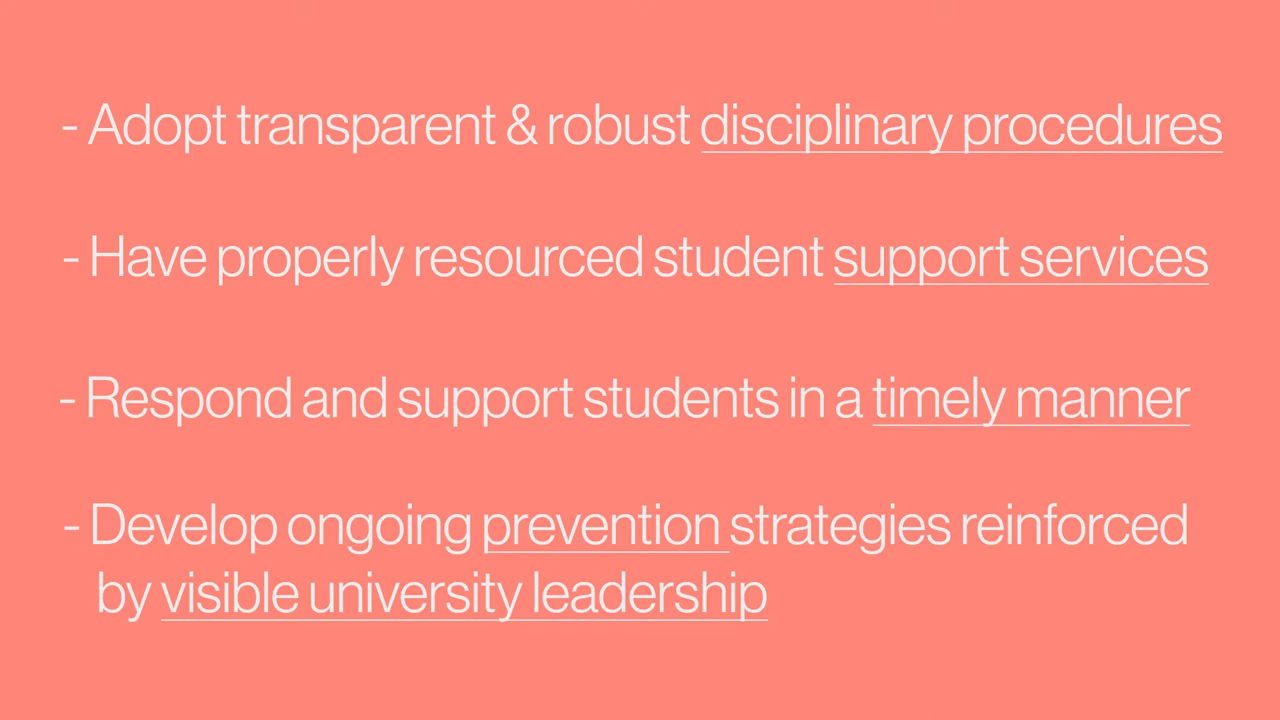 - Adopt transparent & robust disciplinary procedures
- Have properly resourced student support services
- Respond and support students in a timely manner
- Develop ongoing prevention strategies reinforced
by visible university leadership